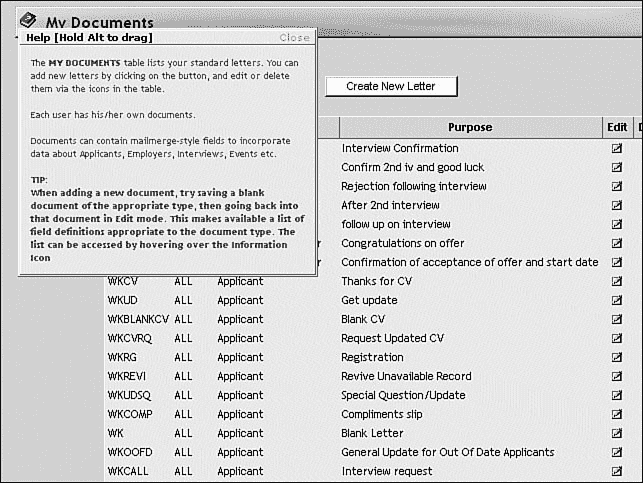 My Documents
Help [Hold Alt to drag] Close
The MY DOCUMENTS table lists your standard letters. You can
add new letters by clicking on the button, and edit or delete
them via the icons in the table.
Each user has his/her own documents.
Documents can contain mailmerge-style fields to incorporate
data about Applicants, Employers, Interviews, Events etc.
TIP:
When adding a new document, try saving a blank
document of the appropriate type, then going back into
that document in Edit mode. This makes available a list of
field definitions appropriate to the document type. The
list can be accessed by hovering over the Information
Icon
Create New Letter
Purpose Edit D
Interview Confirmation
Confirm 2nd iv and good luck
Rejection following interview
After 2nd interview
follow up on interview
r Congratulations on offer
r Confirmation of acceptance of offer and start date
WKCV ALL Applicant Thanks for CV
WKUD ALL Applicant Get update
WKBLANKCV ALL Applicant Blank CV
WKCVRQ ALL Applicant Request Updated CV
WKRG ALL Applicant Registration
WKREVI ALL Applicant Revive Unavailable Record
WKUDSQ ALL Applicant Special Question/Update
WKCOMP ALL Applicant Compliments slip
WK ALL Applicant Blank Letter
WKOOFD ALL Applicant General Update for Out Of Date Applicants
WKCALL ALL Applicant Interview request